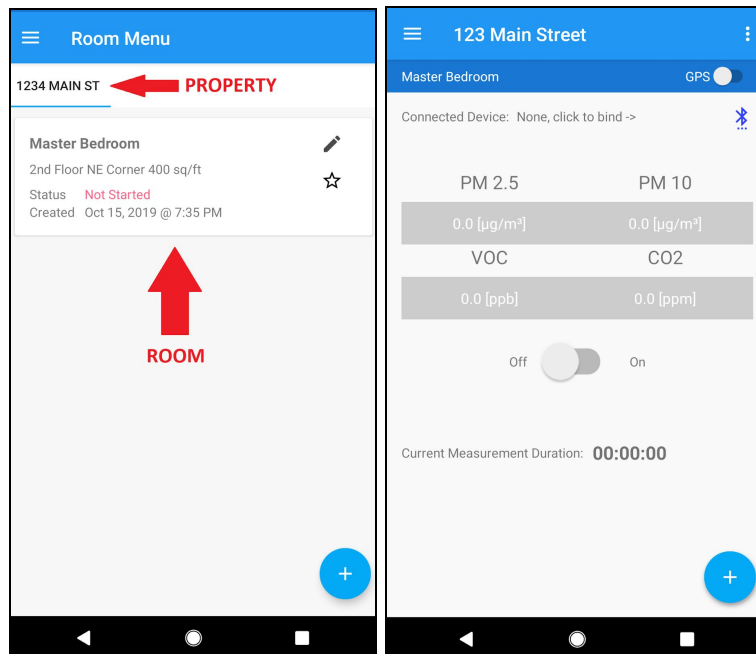 Room Menu
1234 MAIN ST
PROPERTY
Master Bedroom
2nd Floor NE Corner 400 sq/ft
Status Not Started
Created Oct 15, 2019 @ 7:35 PM
ROOM
+
123 Main Street
Master Bedroom GPS
Connected Device: None, click to bind ->
PM 2.5 PM 10
0.0 [µg/m³] 0.0 [µg/m³]
VOC CO2
0.0 [ppb] 0.0 [ppm]
Off On
Current Measurement Duration: 00:00:00
+